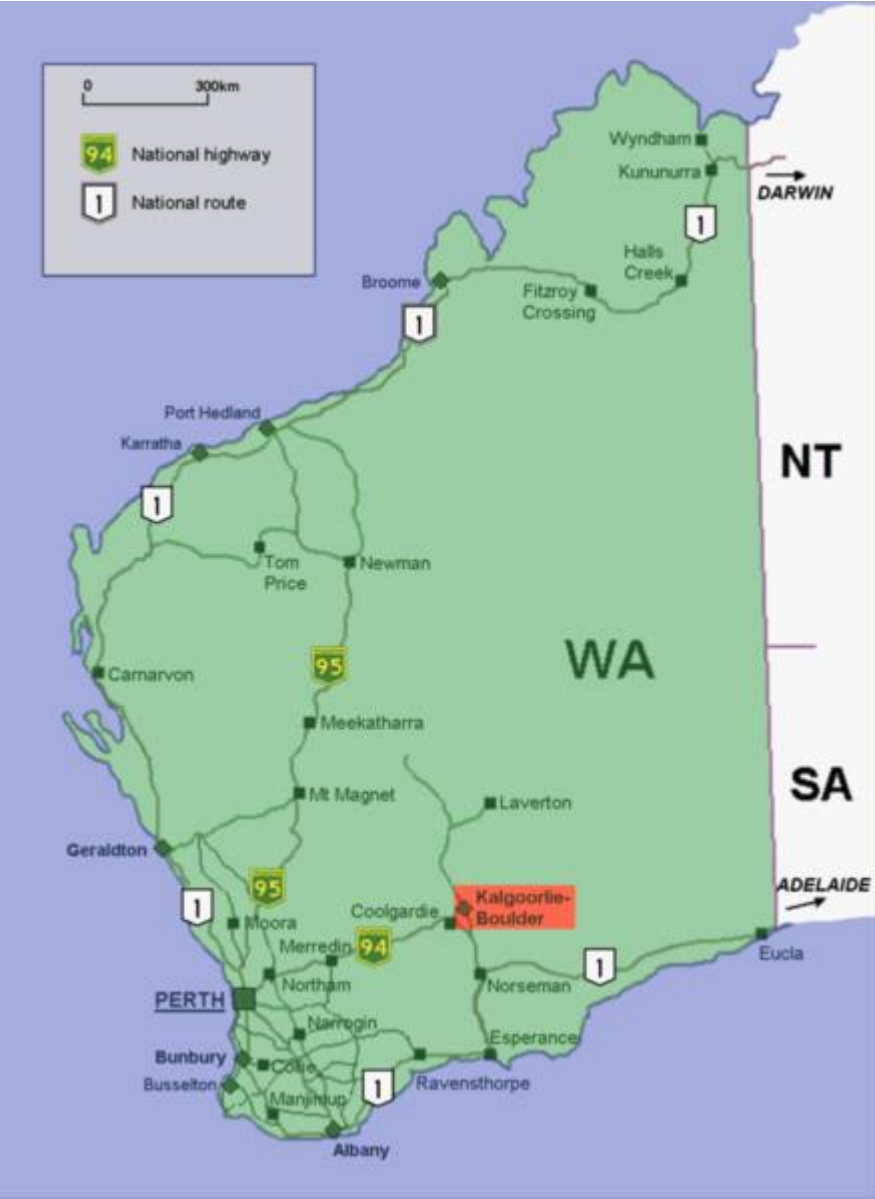 0 300km
94 National highway
1 National route
Wyndham
Kununurra
DARWIN
1
Halls
Creek
Broome
Fitzroy
Crossing
1
Port Hedland
Karratha
NT
1
Tom
Price
Newman
WA
95
Carnarvon
Meekatharra
SA
Mt Magnet
Laverton
Geraldton
95
ADELAIDE
1
Kalgoorlie-
Boulder
Coolgardie
Moora
Merredin
94
Eucla
1
Northam
Norseman
PERTH
Narrogin
Esperance
Bunbury
Collie
Busselton
1
Ravensthorpe
Manjimup
Albany